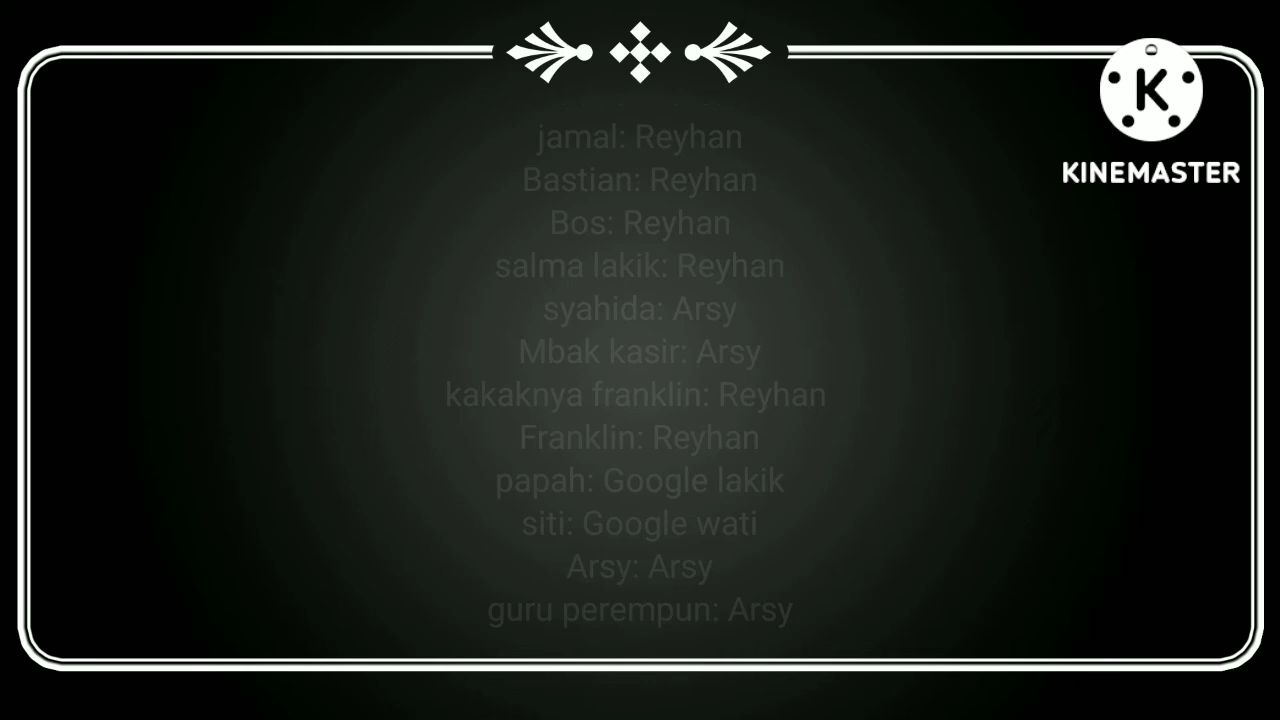 jamal: Reyhan
Bastian: Reyhan
Bos: Reyhan
salma lakik: Reyhan
syahida: Arsy
Mbak kasir: Arsy
kakaknya franklin: Reyhan
Franklin: Reyhan
papah: Google lakik
siti: Google wati
Arsy: Arsy
guru perempun: Arsy
K
KINEMASTER